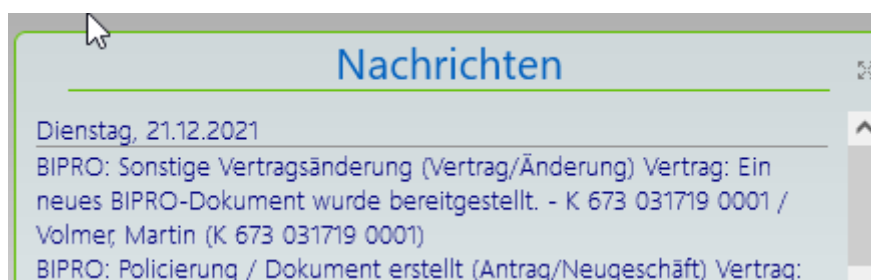 Nachrichten
Dienstag, 21.12.2021
BIPRO: Sonstige Vertragsänderung (Vertrag/Änderung) Vertrag: Ein
neues BIPRO-Dokument wurde bereitgestellt. - K 673 031719 0001 /
Volmer, Martin (K 673 031719 0001)
BIPRO: Policierung / Dokument erstellt (Antrag/Neugeschäft) Vertrag: